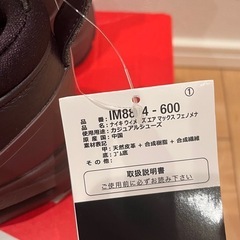 ①
品番: IM88 4-600
品名: ナイキ ウィメ ズ エア マックス フェノメナ
使用用途: カジュアルシューズ
原産国: 中国
素材表記
甲: 天然皮革 + 合成樹脂 + 合成繊維
底: ゴム底
その他:
取扱説明書
ご使用前に必ずお読み下さい